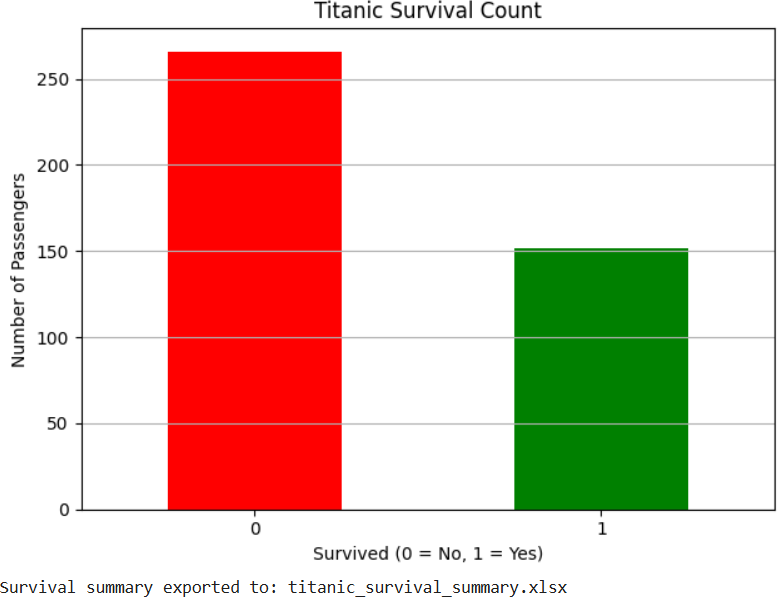 Titanic Survival Count
250
200
150
100
50
0
Number of Passengers
0 1
Survived (0 = No, 1 = Yes)
Survival summary exported to: titanic_survival_summary.xlsx